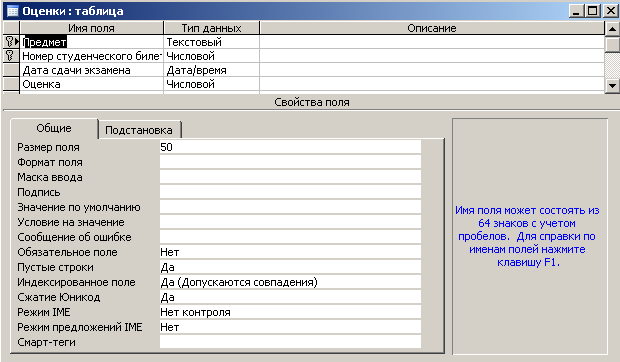 Оценки : таблица
Имя поля Тип данных Описание
Предмет Текстовый
Номер студенческого билет Числовой
Дата сдачи экзамена Дата/время
Оценка Числовой
Свойства поля
Общие Подстановка
Размер поля 50
Формат поля
Маска ввода
Подпись
Значение по умолчанию
Условие на значение
Сообщение об ошибке
Обязательное поле Нет
Пустые строки Да
Индексированное поле Да (Допускаются совпадения)
Сжатие Юникод Да
Режим IME Нет контроля
Режим предложений IME Нет
Смарт-теги
Имя поля может состоять из
64 знаков с учетом
пробелов. Для справки по
именам полей нажмите
клавишу F1.